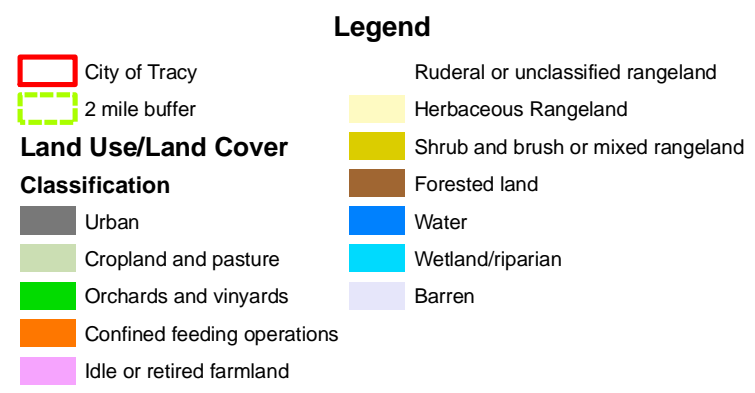 Legend
City of Tracy
2 mile buffer
Land Use/Land Cover
Classification
Urban
Cropland and pasture
Orchards and vinyards
Confined feeding operations
Idle or retired farmland
Ruderal or unclassified rangeland
Herbaceous Rangeland
Shrub and brush or mixed rangeland
Forested land
Water
Wetland/riparian
Barren